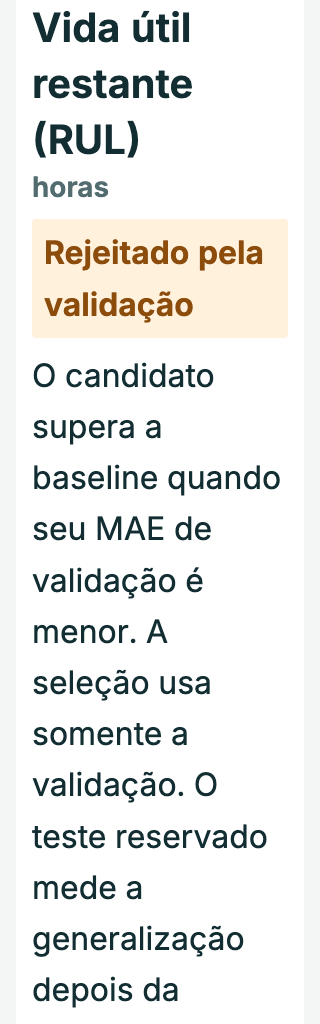 Vida útil
restante
(RUL)
horas
Rejeitado pela
validação
O candidato
supera a
baseline quando
seu MAE de
validação é
menor. A
seleção usa
somente a
validação. O
teste reservado
mede a
generalização
depois da